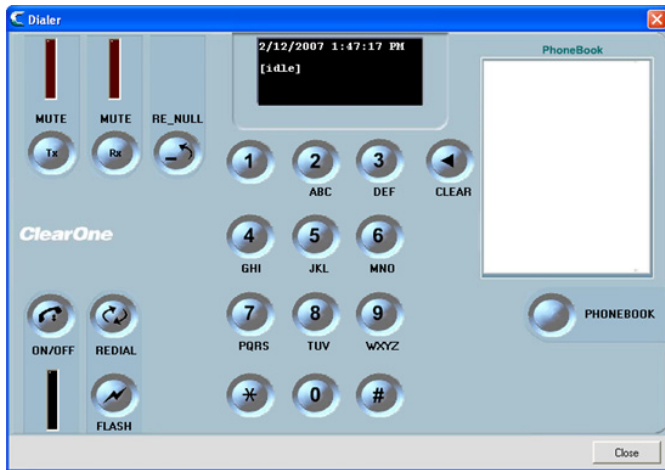 Dialer
2/12/2007 1:47:17 PM
[idle]
PhoneBook
MUTE MUTE RE_NULL
Tx Rx
1 2 3
ABC DEF CLEAR
ClearOne
4 5 6
GHI JKL MNO
7 8 9
PQRS TUV WXYZ
PHONEBOOK
ON/OFF REDIAL
* 0 #
FLASH
Close